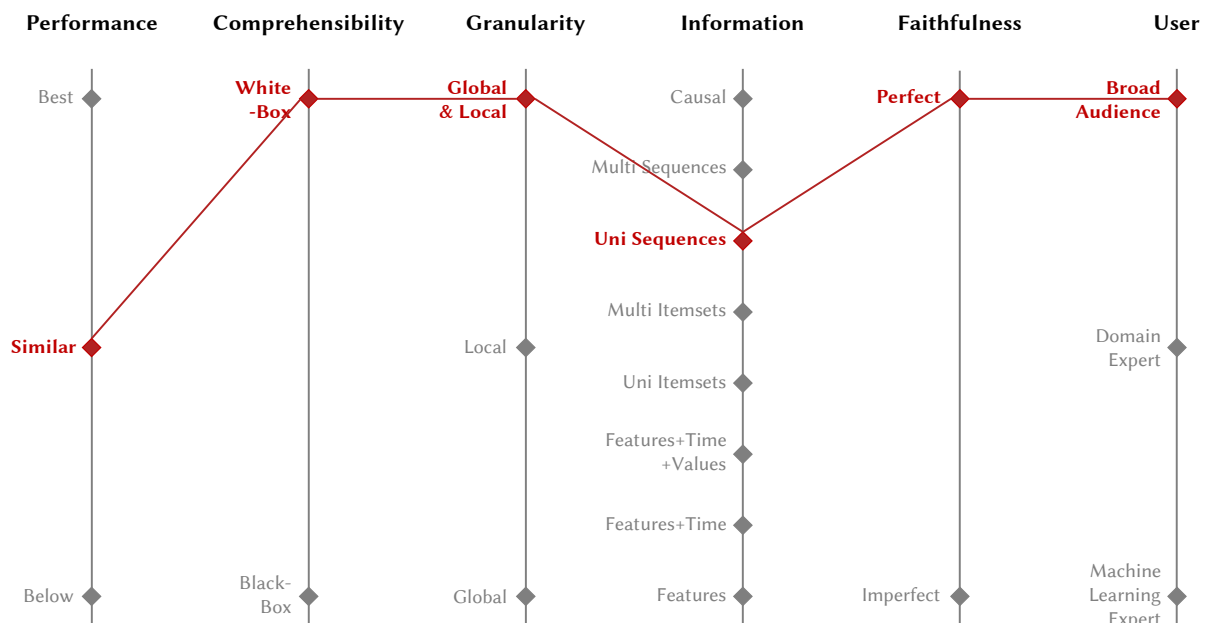 Performance
Comprehensibility
Granularity
Information
Faithfulness
User
Best
Similar
Below
White
-Box
Black-
Box
Global
& Local
Local
Global
Causal
Multi Sequences
Uni Sequences
Multi Itemsets
Uni Itemsets
Features+Time
+Values
Features+Time
Features
Perfect
Imperfect
Broad
Audience
Domain
Expert
Machine
Learning
Expert